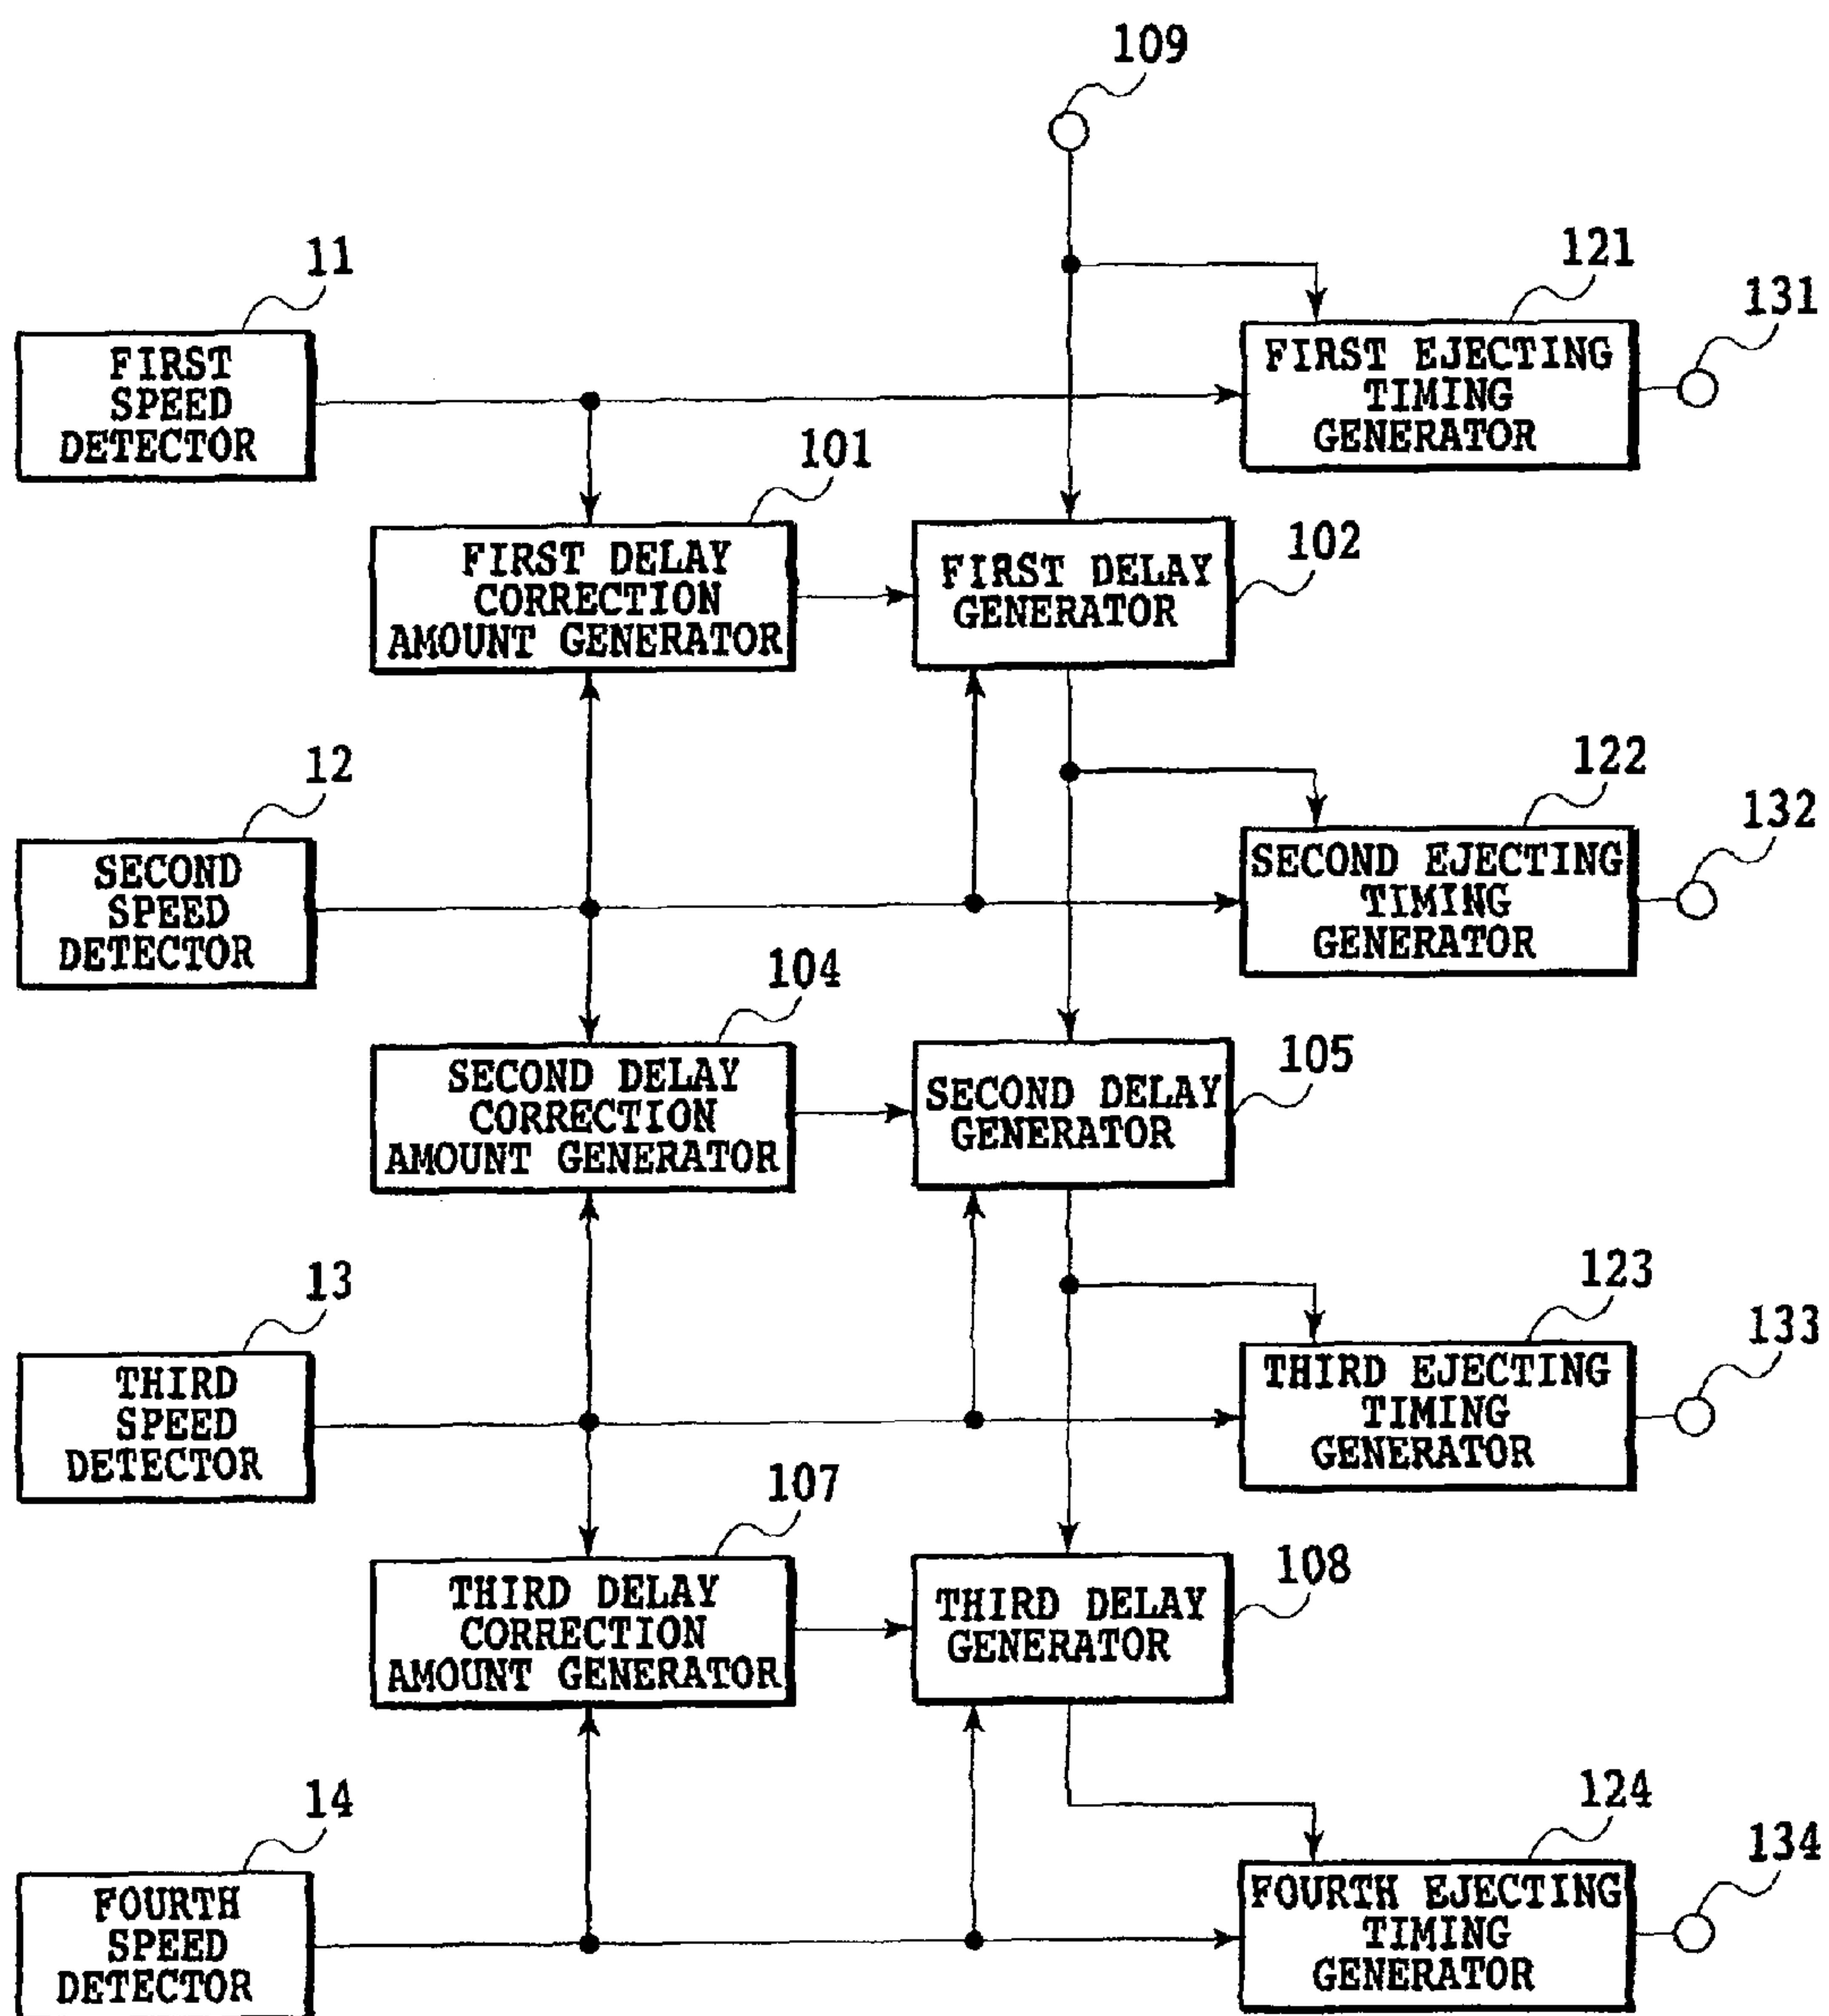 109
11
121
131
FIRST
SPEED
DETECTOR
FIRST EJECTING
TIMING
GENERATOR
101
FIRST DELAY
CORRECTION
AMOUNT GENERATOR
FIRST DELAY
GENERATOR
102
12
122
132
SECOND
SPEED
DETECTOR
SECOND EJECTING
TIMING
GENERATOR
104
SECOND DELAY
CORRECTION
AMOUNT GENERATOR
SECOND DELAY
GENERATOR
105
13
123
133
THIRD
SPEED
DETECTOR
THIRD EJECTING
TIMING
GENERATOR
107
THIRD DELAY
CORRECTION
AMOUNT GENERATOR
THIRD DELAY
GENERATOR
108
14
124
134
FOURTH
SPEED
DETECTOR
FOURTH EJECTING
TIMING
GENERATOR